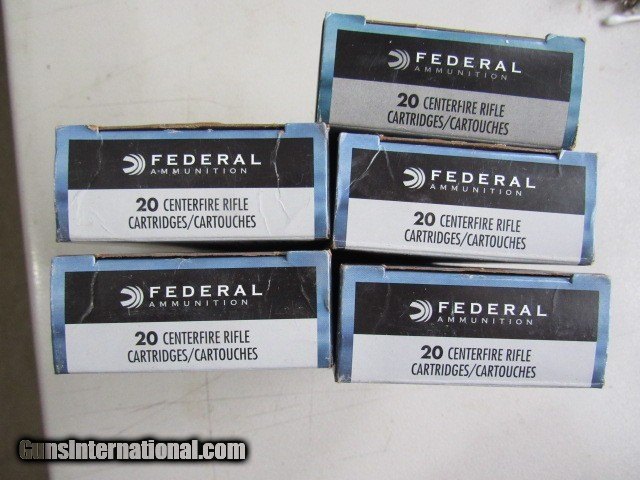 FEDERAL
AMMUNITION
20 CENTERFIRE RIFLE
CARTRIDGES/CARTOUCHES
FEDERAL
AMMUNITION
20 CENTERFIRE RIFLE
CARTRIDGES/CARTOUCHES
FEDERAL
AMMUNITION
20 CENTERFIRE RIFLE
CARTRIDGES/CARTOUCHES
FEDERAL
AMMUNITION
20 CENTERFIRE RIFLE
CARTRIDGES/CARTOUCHES
FEDERAL
AMMUNITION
20 CENTERFIRE RIFLE
CARTRIDGES/CARTOUCHES
GunsInternational.com